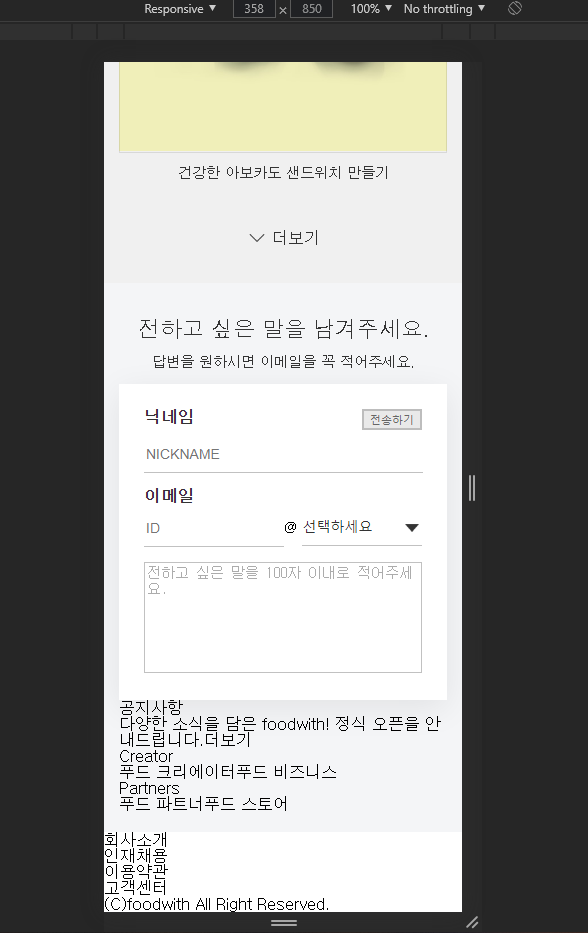 Responsive ▼ 358 × 850 100% ▼ No throttling ▼
건강한 아보카도 샌드위치 만들기
더보기
전하고 싶은 말을 남겨주세요.
답변을 원하시면 이메일을 꼭 적어주세요.
닉네임 전송하기
NICKNAME
이메일
ID @ 선택하세요
전하고 싶은 말을 100자 이내로 적어주세
요.
공지사항
다양한 소식을 담은 foodwith! 정식 오픈을 안
내드립니다.더보기
Creator
푸드 크리에이터푸드 비즈니스
Partners
푸드 파트너푸드 스토어
회사소개
인재채용
이용약관
고객센터
(C)foodwith All Right Reserved.